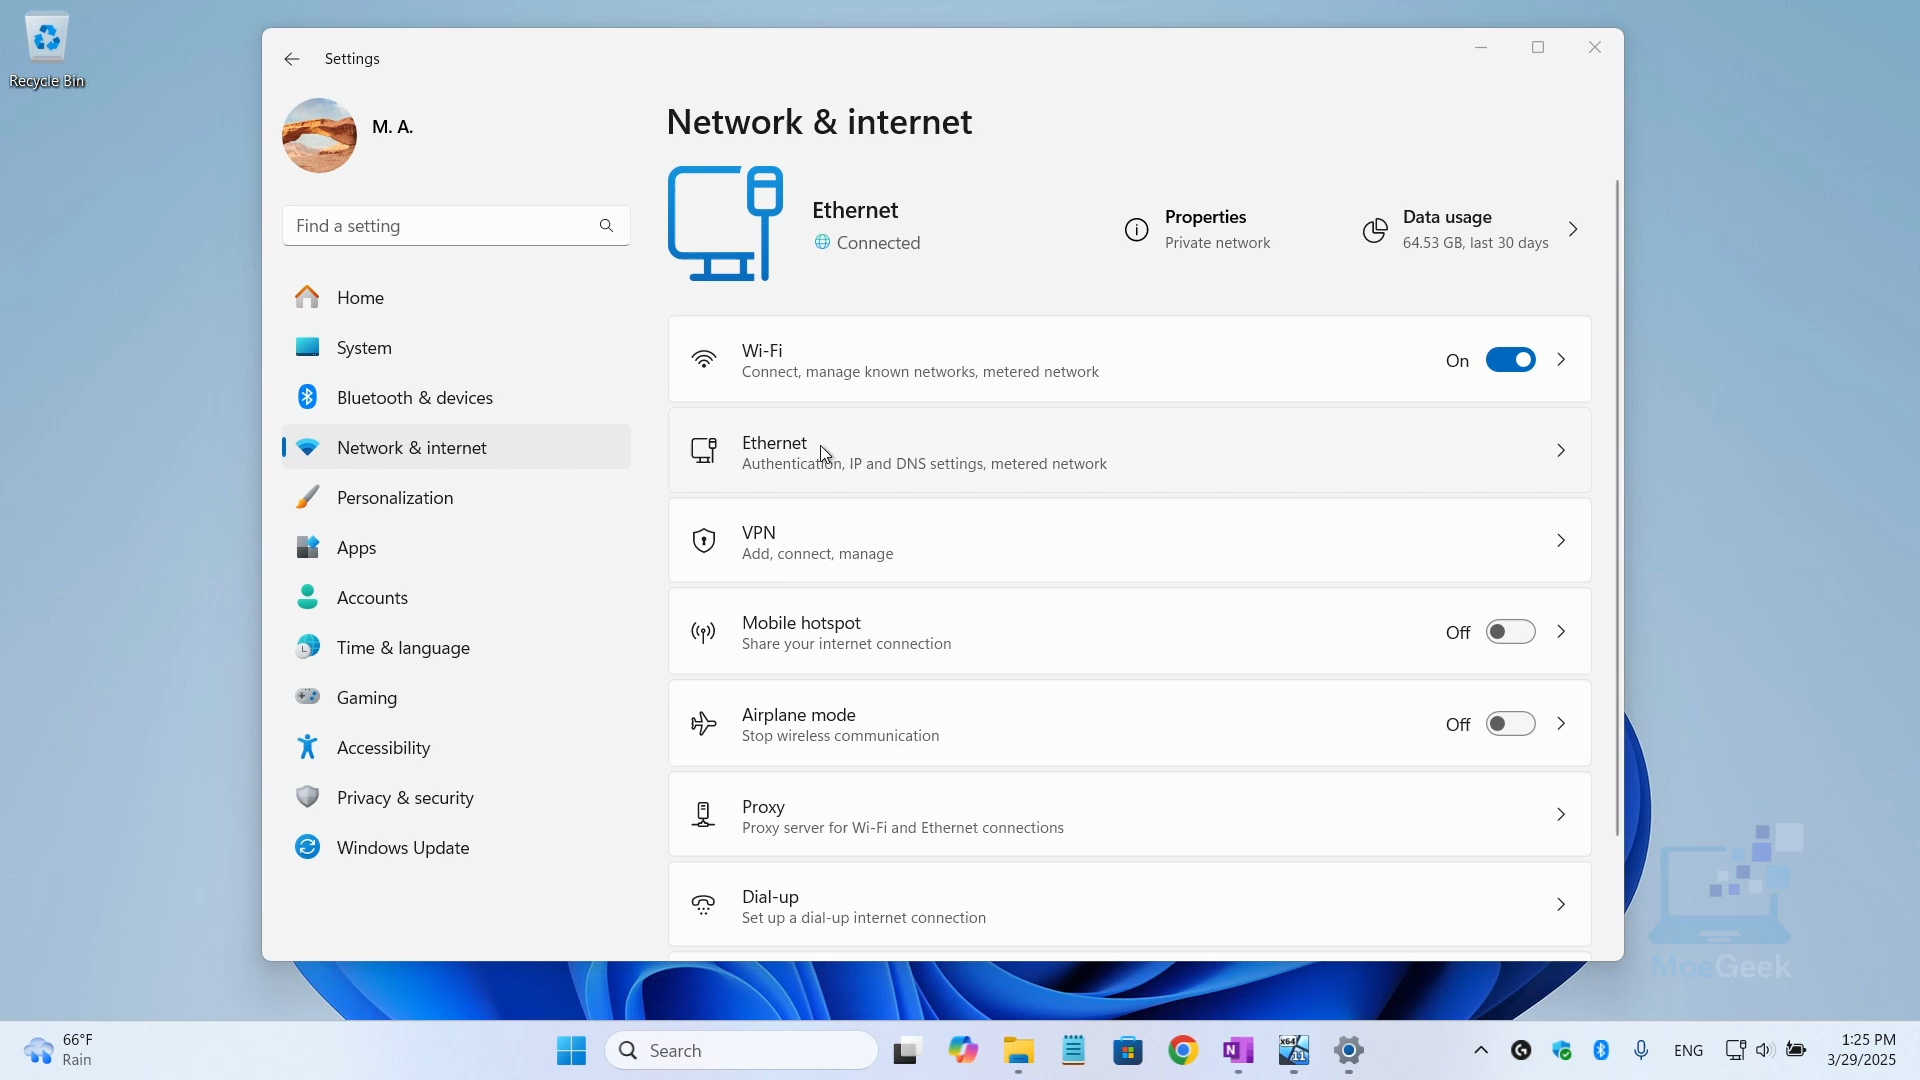 Recycle Bin
Settings
M. A.
Find a setting
Home
System
Bluetooth & devices
Network & internet
Personalization
Apps
Accounts
Time & language
Gaming
Accessibility
Privacy & security
Windows Update
Network & internet
Ethernet
Connected
Properties
Private network
Data usage
64.53 GB, last 30 days
Wi-Fi
Connect, manage known networks, metered network
On
Ethernet
Authentication, IP and DNS settings, metered network
VPN
Add, connect, manage
Mobile hotspot
Share your internet connection
Off
Airplane mode
Stop wireless communication
Off
Proxy
Proxy server for Wi-Fi and Ethernet connections
Dial-up
Set up a dial-up internet connection
MoeGeek
66°F
Rain
Search
N
x64
11
G
ENG
1:25 PM
3/29/2025